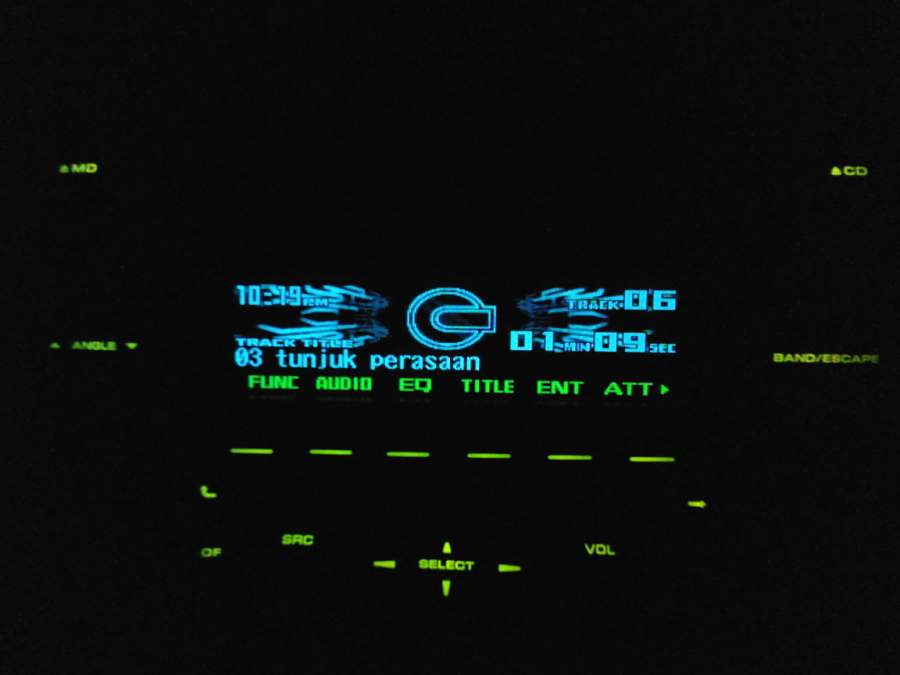 MD
CD
10:19 PM
TRACK 06
TRACK TITLE
01 MIN 09 SEC
ANGLE
03 tunjuk perasaan
BAND/ESCAPE
FUNC AUDIO EQ TITLE ENT ATT
SRC
VOL
OF
SELECT